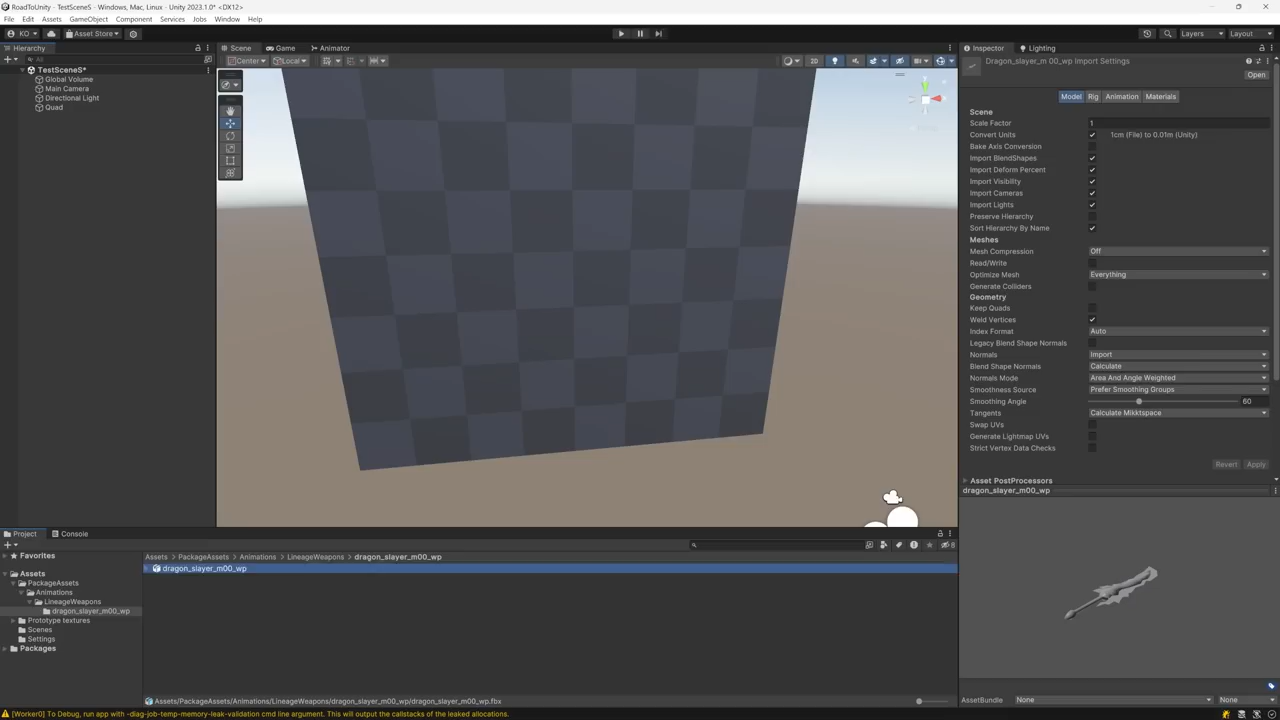 RoadToUnity - TestSceneS - Windows, Mac, Linux - Unity 2023.1.0* <DX12>
File Edit Assets GameObject Component Services Jobs Window Help
KO Asset Store Layers Layout
Hierarchy Scene Game Animator Inspector Lighting
All Center Local 2D
TestSceneS*
Global Volume
Main Camera
Directional Light
Quad
Dragon_slayer_m 00_wp Import Settings
Open
Model Rig Animation Materials
Scene
Scale Factor 1
Convert Units 1cm (File) to 0.01m (Unity)
Bake Axis Conversion
Import BlendShapes
Import Deform Percent
Import Visibility
Import Cameras
Import Lights
Preserve Hierarchy
Sort Hierarchy By Name
Meshes
Mesh Compression Off
Read/Write
Optimize Mesh Everything
Generate Colliders
Geometry
Keep Quads
Weld Vertices
Index Format Auto
Legacy Blend Shape Normals
Normals Import
Blend Shape Normals Calculate
Normals Mode Area And Angle Weighted
Smoothness Source Prefer Smoothing Groups
Smoothing Angle 60
Tangents Calculate Mikktspace
Swap UVs
Generate Lightmap UVs
Strict Vertex Data Checks
Revert Apply
Asset PostProcessors
dragon_slayer_m00_wp
Project Console
8
Favorites
Assets
PackageAssets
Animations
LineageWeapons
dragon_slayer_m00_wp
Prototype textures
Scenes
Settings
Packages
Assets PackageAssets Animations LineageWeapons dragon_slayer_m00_wp
dragon_slayer_m00_wp
Assets/PackageAssets/Animations/LineageWeapons/dragon_slayer_m00_wp/dragon_slayer_m00_wp.fbx
AssetBundle None None
[Worker0] To Debug, run app with -diag-job-temp-memory-leak-validation cmd line argument. This will output the callstacks of the leaked allocations.